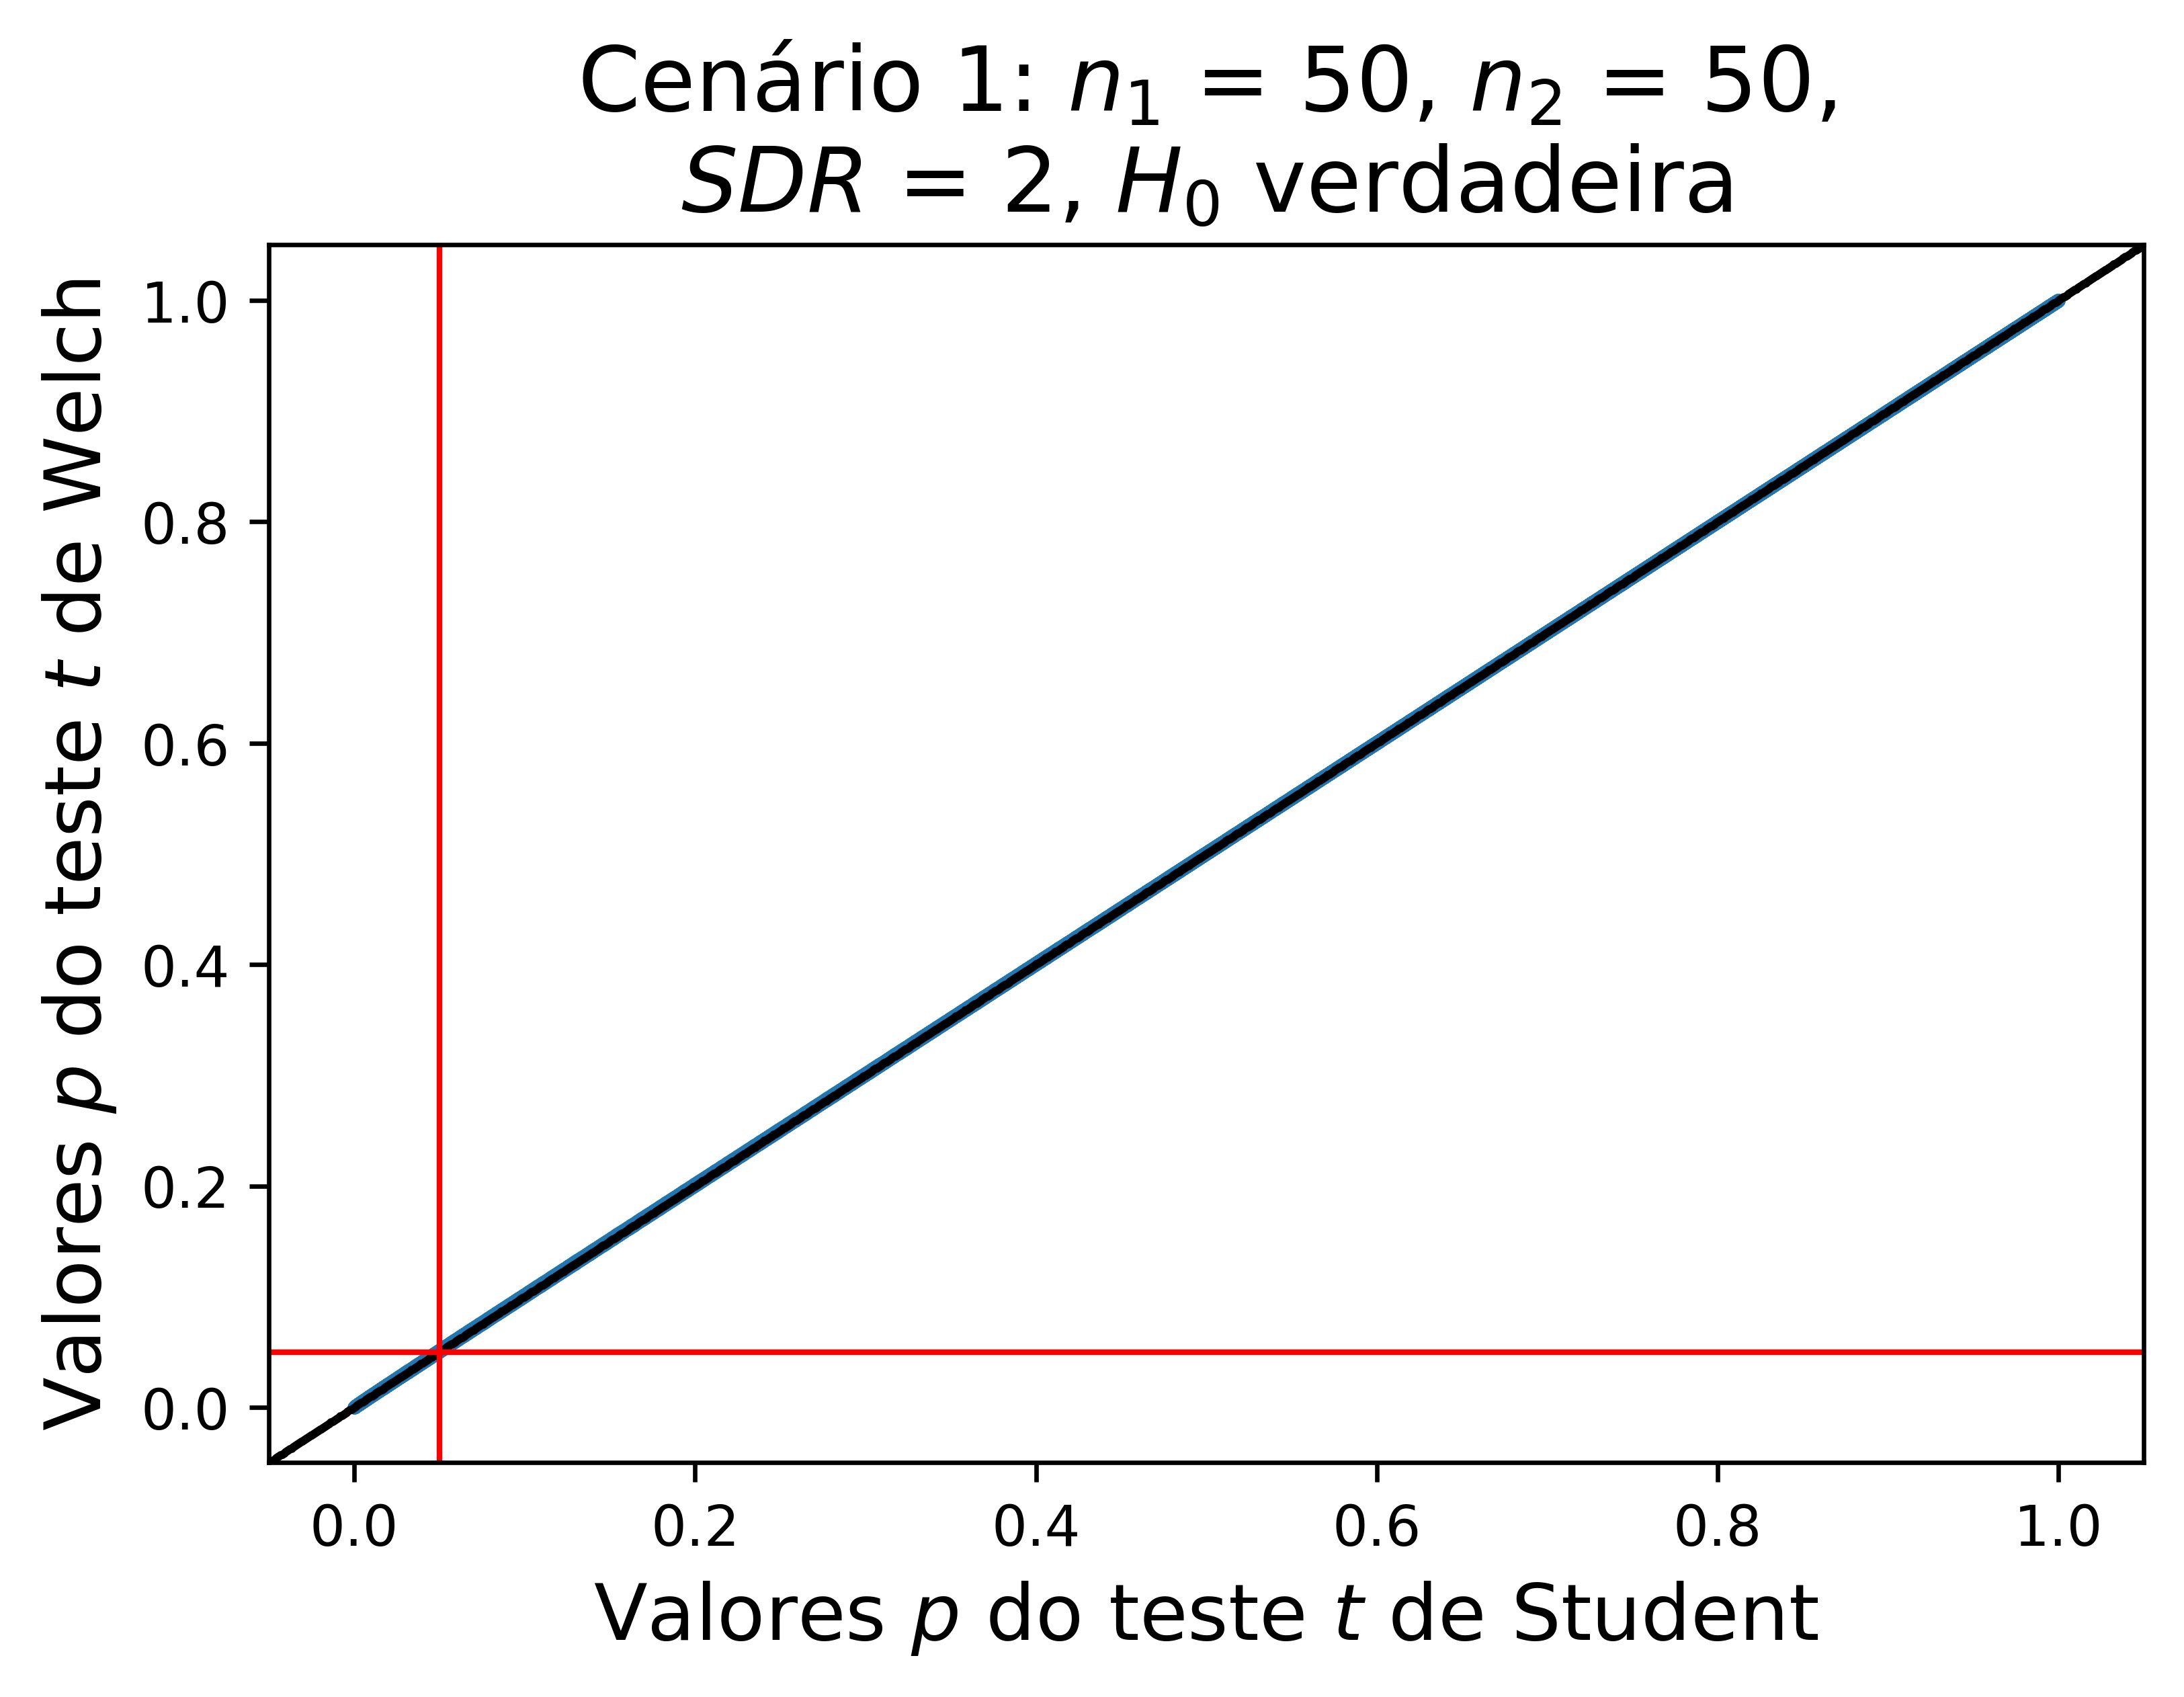 Cenário 1: n₁ = 50, n₂ = 50,
SDR = 2, H₀ verdadeira
Valores p do teste t de Welch
1.0
0.8
0.6
0.4
0.2
0.0
0.0 0.2 0.4 0.6 0.8 1.0
Valores p do teste t de Student